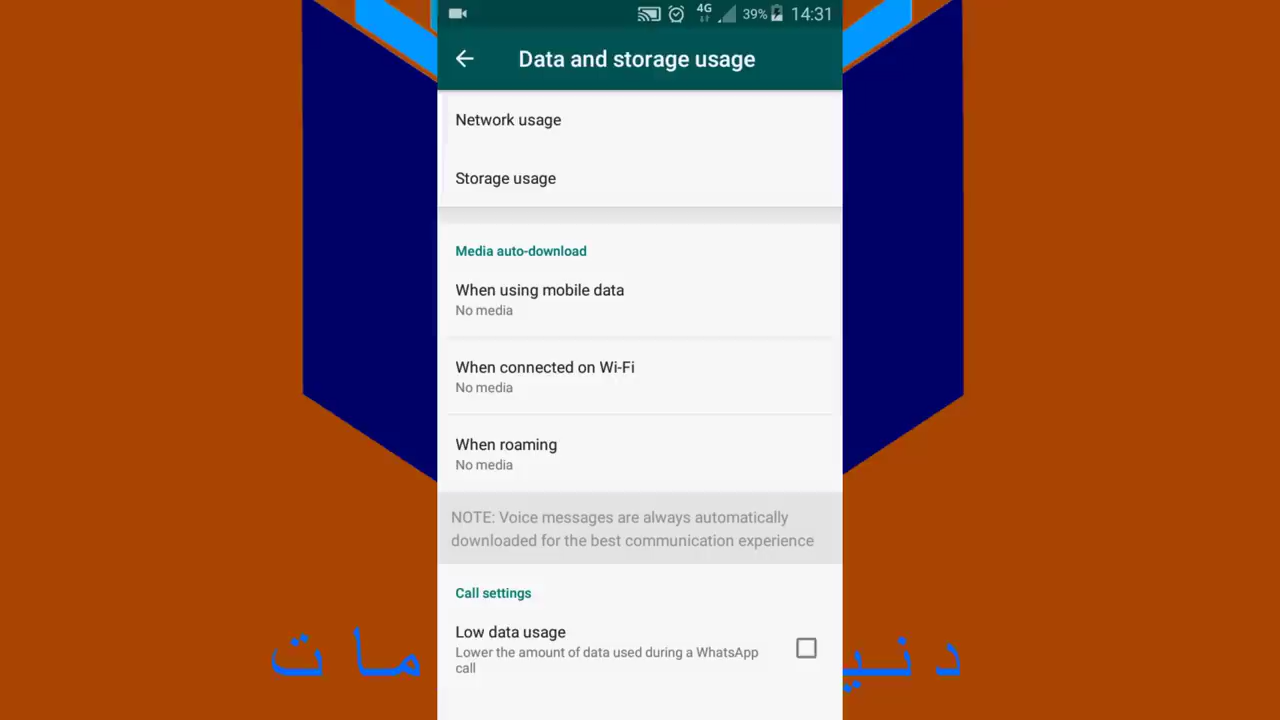 4G 39% 14:31
Data and storage usage
Network usage
Storage usage
Media auto-download
When using mobile data
No media
When connected on Wi-Fi
No media
When roaming
No media
NOTE: Voice messages are always automatically
downloaded for the best communication experience
Call settings
Low data usage
Lower the amount of data used during a WhatsApp
call